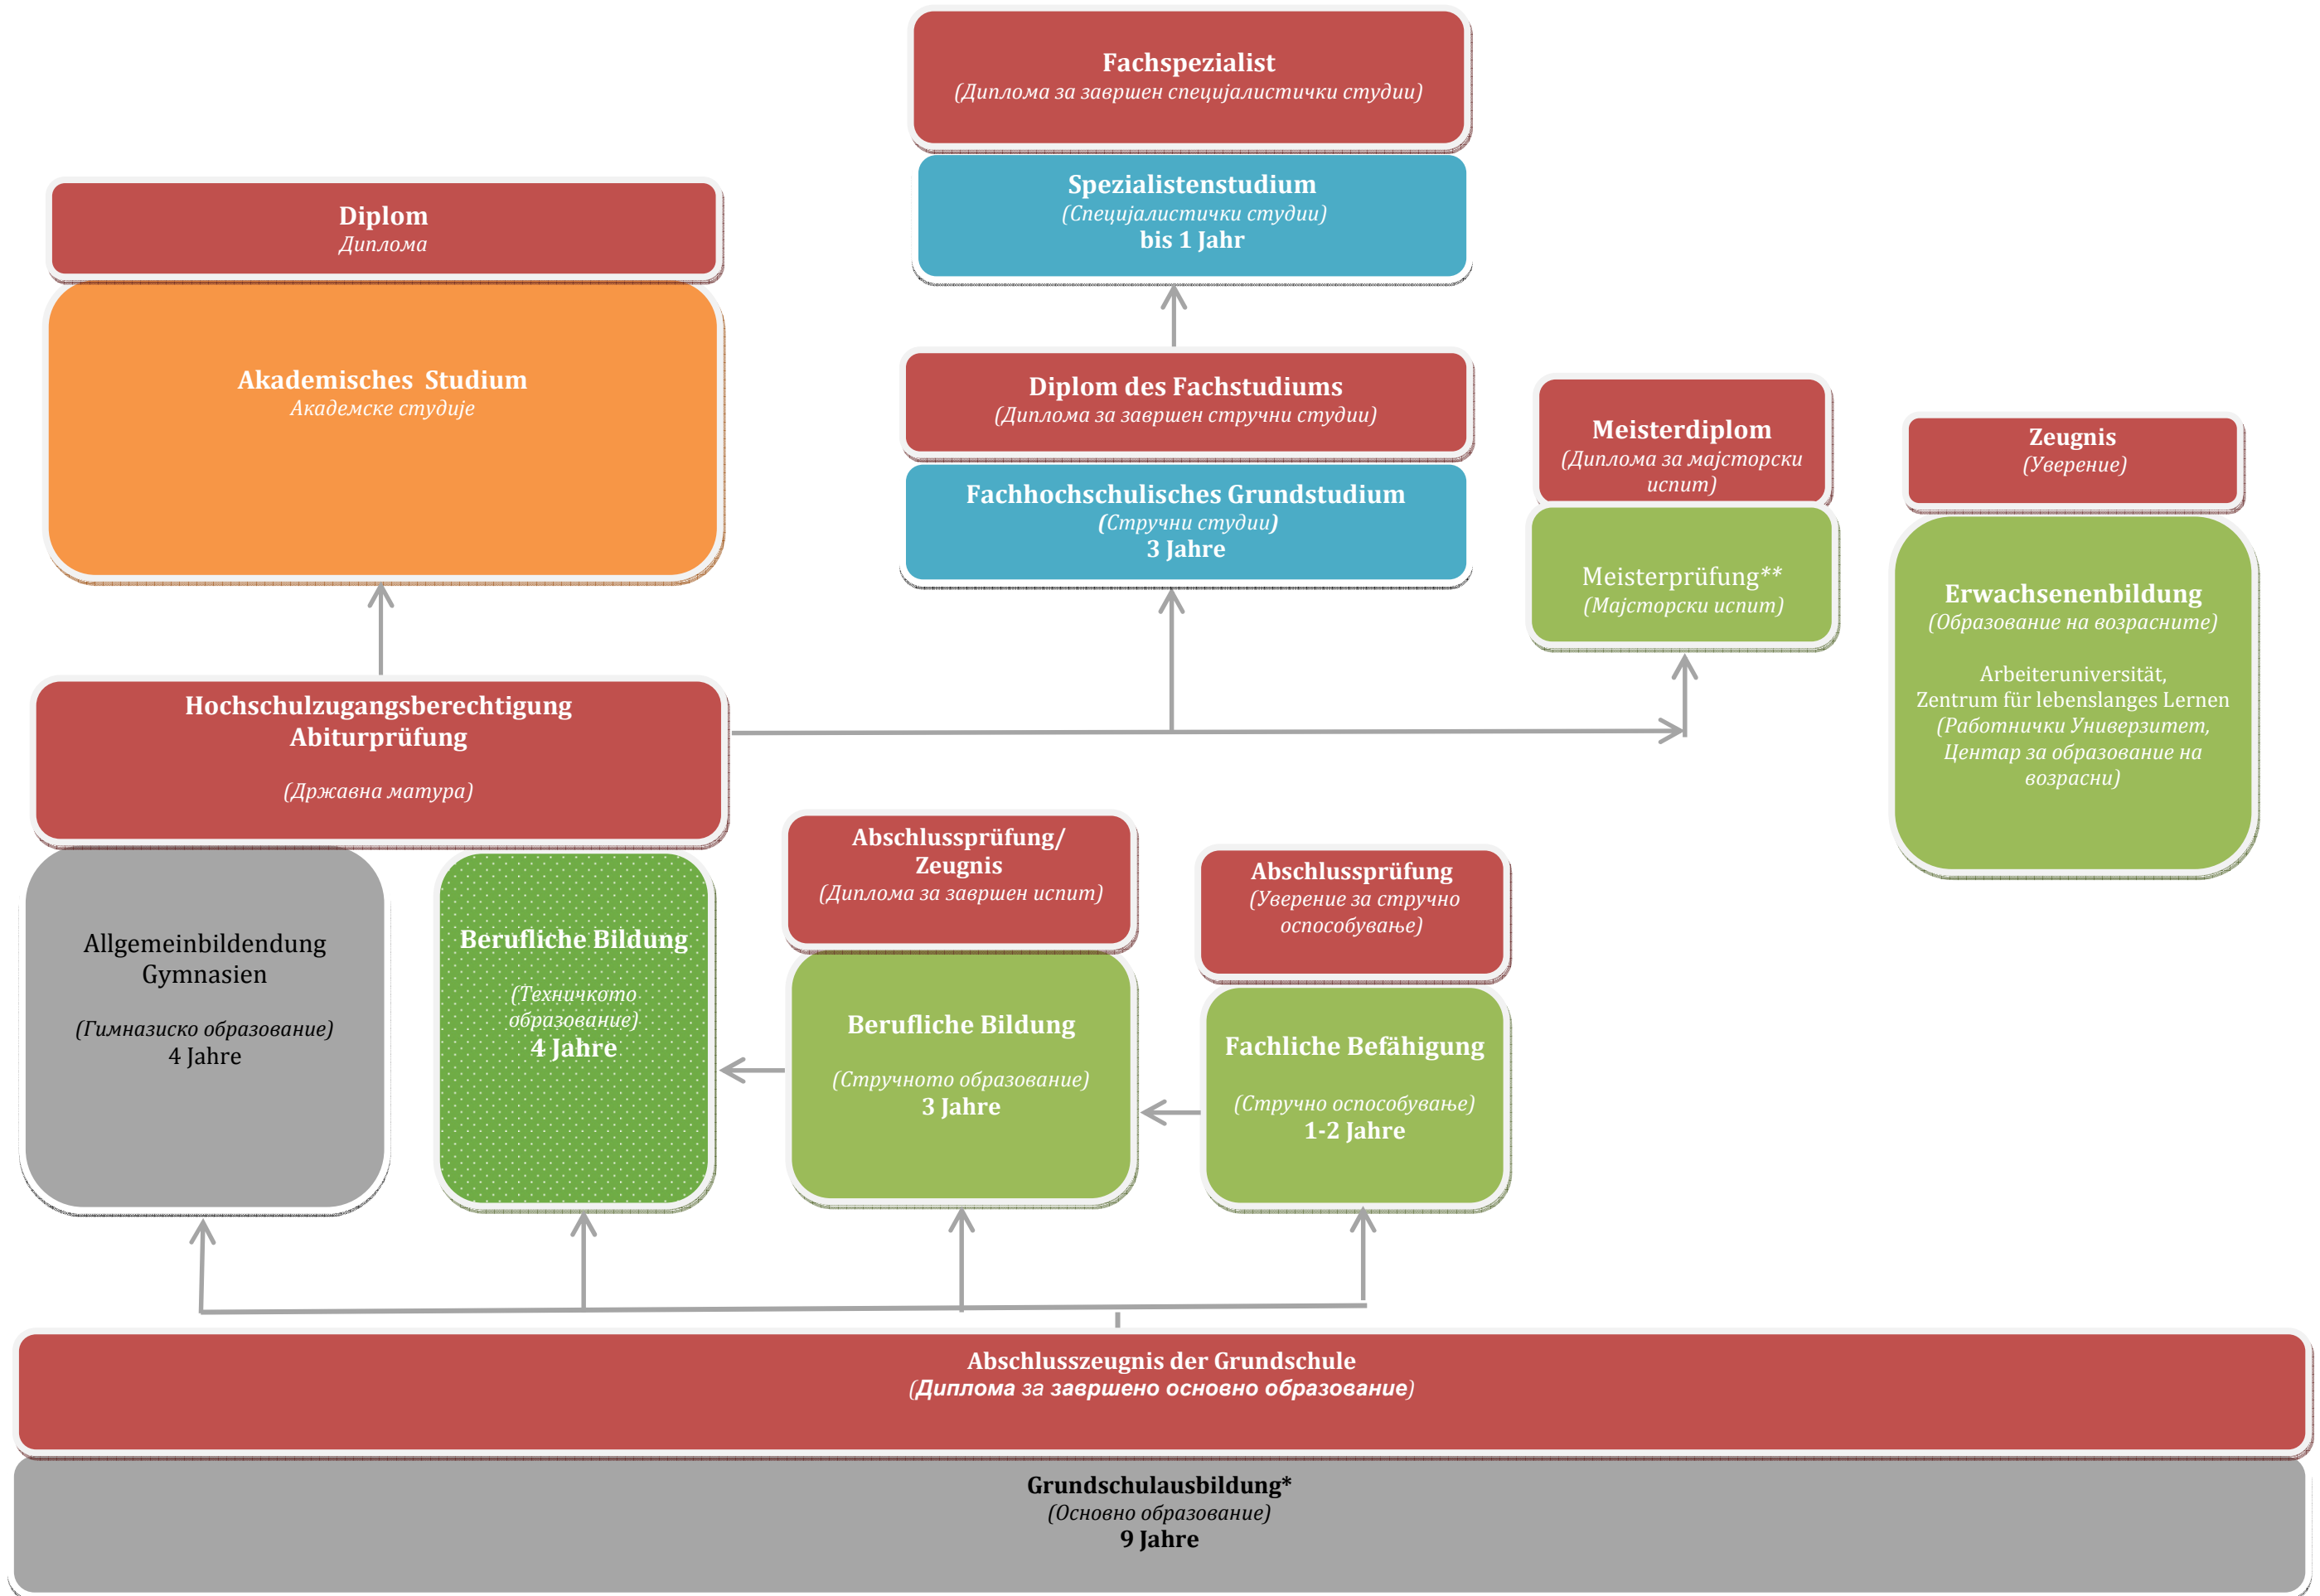 Fachspezialist
(Диплома за завршен специјалистички студии)
Spezialistenstudium
(Специјалистички студии)
bis 1 Jahr
Diplom
Диплома
Akademisches Studium
Академске студије
Diplom des Fachstudiums
(Диплома за завршен стручни студии)
Fachhochschulisches Grundstudium
(Стручни студии)
3 Jahre
Meisterdiplom
(Диплома за мајсторски
испит)
Meisterprüfung**
(Мајсторски испит)
Zeugnis
(Уверение)
Erwachsenenbildung
(Образование на возрасните)
Arbeiteruniversität,
Zentrum für lebenslanges Lernen
(Работнички Универзитет,
Центар за образование на
возрасни)
Hochschulzugangsberechtigung
Abiturprüfung
(Државна матура)
Allgemeinbildendung
Gymnasien
(Гимназиско образование)
4 Jahre
Berufliche Bildung
(Техничкото
образование)
4 Jahre
Abschlussprüfung/
Zeugnis
(Диплома за завршен испит)
Berufliche Bildung
(Стручното образование)
3 Jahre
Abschlussprüfung
(Уверение за стручно
оспособување)
Fachliche Befähigung
(Стручно оспособување)
1-2 Jahre
Abschlusszeugnis der Grundschule
(Диплома за завршено основно образование)
Grundschulausbildung*
(Основно образование)
9 Jahre